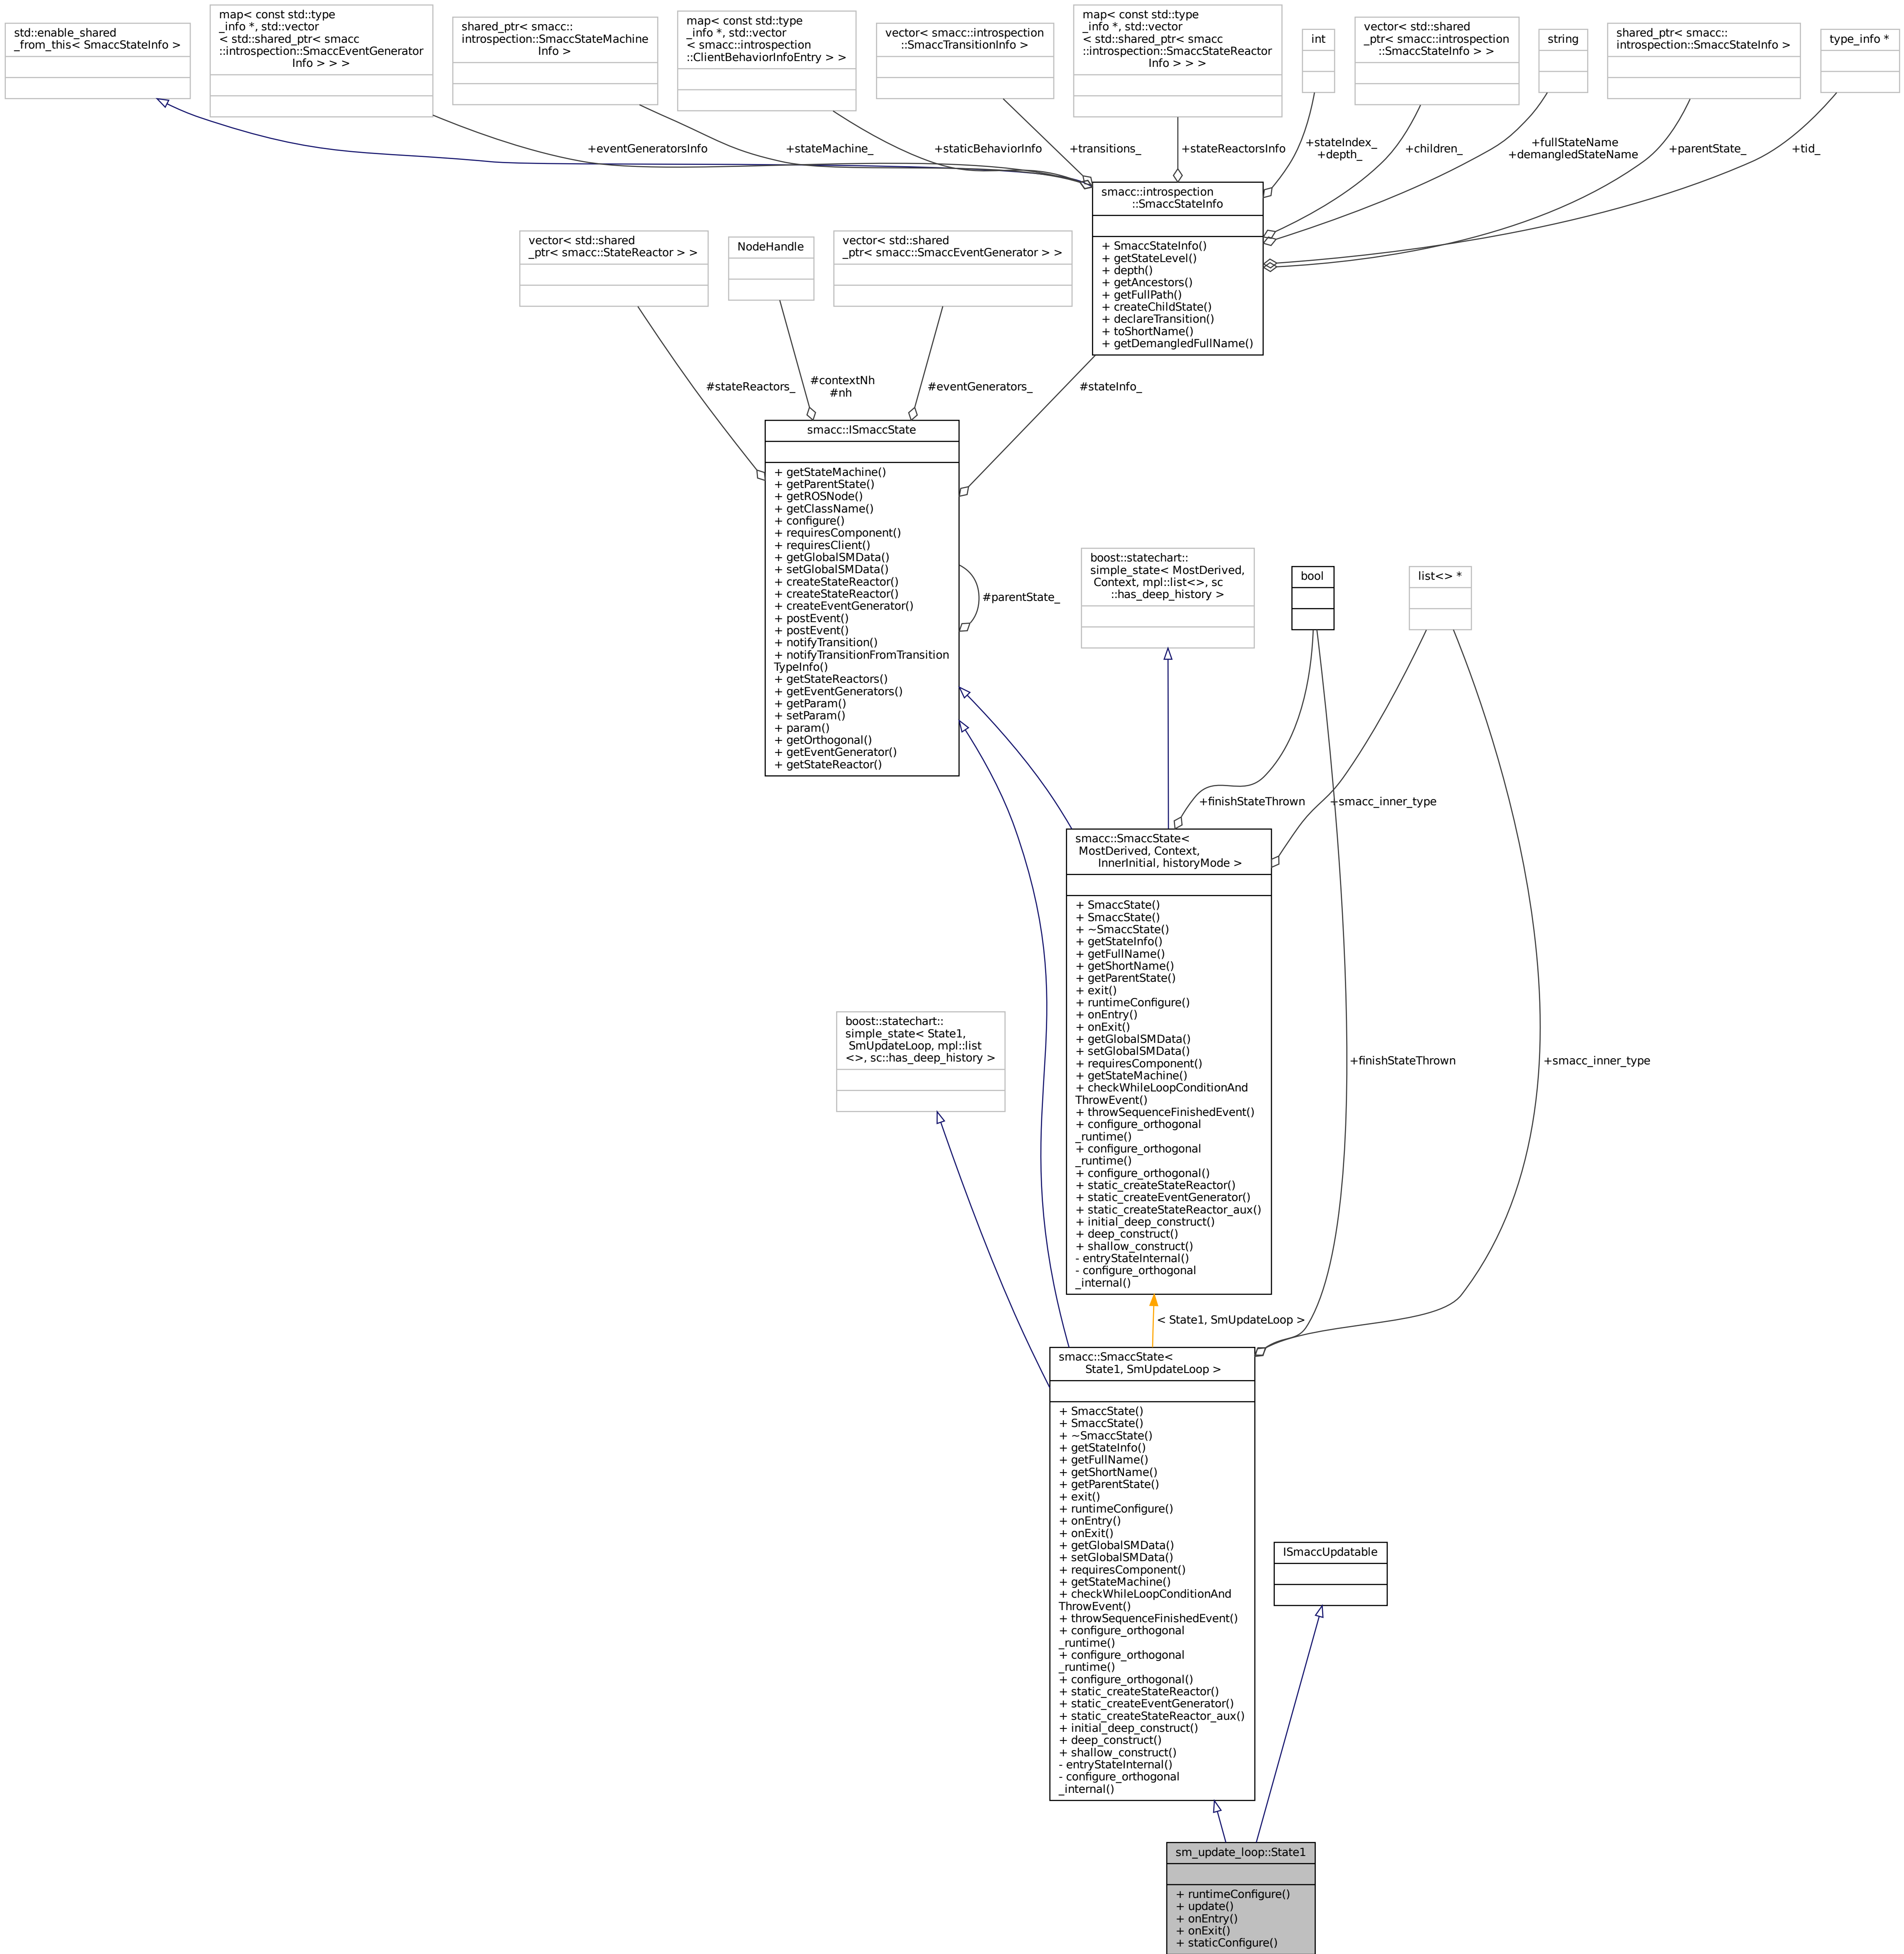 std::enable_shared
_from_this< SmaccStateInfo >
map< const std::type
_info *, std::vector
< std::shared_ptr< smacc
::introspection::SmaccEventGenerator
Info > > >
shared_ptr< smacc::
introspection::SmaccStateMachine
Info >
map< const std::type
_info *, std::vector
< smacc::introspection
::ClientBehaviorInfoEntry > >
vector< smacc::introspection
::SmaccTransitionInfo >
map< const std::type
_info *, std::vector
< std::shared_ptr< smacc
::introspection::SmaccStateReactor
Info > > >
int
vector< std::shared
_ptr< smacc::introspection
::SmaccStateInfo > >
string
shared_ptr< smacc::
introspection::SmaccStateInfo >
type_info *
+eventGeneratorsInfo
+stateMachine_
+staticBehaviorInfo
+transitions_
+stateReactorsInfo
+stateIndex_
+depth_
+children_
+fullStateName
+demangledStateName
+parentState_
+tid_
smacc::introspection
::SmaccStateInfo
+ SmaccStateInfo()
+ getStateLevel()
+ depth()
+ getAncestors()
+ getFullPath()
+ createChildState()
+ declareTransition()
+ toShortName()
+ getDemangledFullName()
vector< std::shared
_ptr< smacc::StateReactor > >
NodeHandle
vector< std::shared
_ptr< smacc::SmaccEventGenerator > >
#stateReactors_
#contextNh
#nh
#eventGenerators_
#stateInfo_
smacc::ISmaccState
+ getStateMachine()
+ getParentState()
+ getROSNode()
+ getClassName()
+ configure()
+ requiresComponent()
+ requiresClient()
+ getGlobalSMData()
+ setGlobalSMData()
+ createStateReactor()
+ createStateReactor()
+ createEventGenerator()
+ postEvent()
+ postEvent()
+ notifyTransition()
+ notifyTransitionFromTransition
TypeInfo()
+ getStateReactors()
+ getEventGenerators()
+ getParam()
+ setParam()
+ param()
+ getOrthogonal()
+ getEventGenerator()
+ getStateReactor()
#parentState_
boost::statechart::
simple_state< MostDerived,
Context, mpl::list<>, sc
::has_deep_history >
bool
list<> *
+finishStateThrown
+smacc_inner_type
smacc::SmaccState<
MostDerived, Context,
InnerInitial, historyMode >
+ SmaccState()
+ SmaccState()
+ ~SmaccState()
+ getStateInfo()
+ getFullName()
+ getShortName()
+ getParentState()
+ exit()
+ runtimeConfigure()
+ onEntry()
+ onExit()
+ getGlobalSMData()
+ setGlobalSMData()
+ requiresComponent()
+ getStateMachine()
+ checkWhileLoopConditionAnd
ThrowEvent()
+ throwSequenceFinishedEvent()
+ configure_orthogonal
_runtime()
+ configure_orthogonal
_runtime()
+ configure_orthogonal()
+ static_createStateReactor()
+ static_createEventGenerator()
+ static_createStateReactor_aux()
+ initial_deep_construct()
+ deep_construct()
+ shallow_construct()
- entryStateInternal()
- configure_orthogonal
_internal()
boost::statechart::
simple_state< State1,
SmUpdateLoop, mpl::list
<>, sc::has_deep_history >
+finishStateThrown
+smacc_inner_type
< State1, SmUpdateLoop >
smacc::SmaccState<
State1, SmUpdateLoop >
+ SmaccState()
+ SmaccState()
+ ~SmaccState()
+ getStateInfo()
+ getFullName()
+ getShortName()
+ getParentState()
+ exit()
+ runtimeConfigure()
+ onEntry()
+ onExit()
+ getGlobalSMData()
+ setGlobalSMData()
+ requiresComponent()
+ getStateMachine()
+ checkWhileLoopConditionAnd
ThrowEvent()
+ throwSequenceFinishedEvent()
+ configure_orthogonal
_runtime()
+ configure_orthogonal
_runtime()
+ configure_orthogonal()
+ static_createStateReactor()
+ static_createEventGenerator()
+ static_createStateReactor_aux()
+ initial_deep_construct()
+ deep_construct()
+ shallow_construct()
- entryStateInternal()
- configure_orthogonal
_internal()
ISmaccUpdatable
sm_update_loop::State1
+ runtimeConfigure()
+ update()
+ onEntry()
+ onExit()
+ staticConfigure()